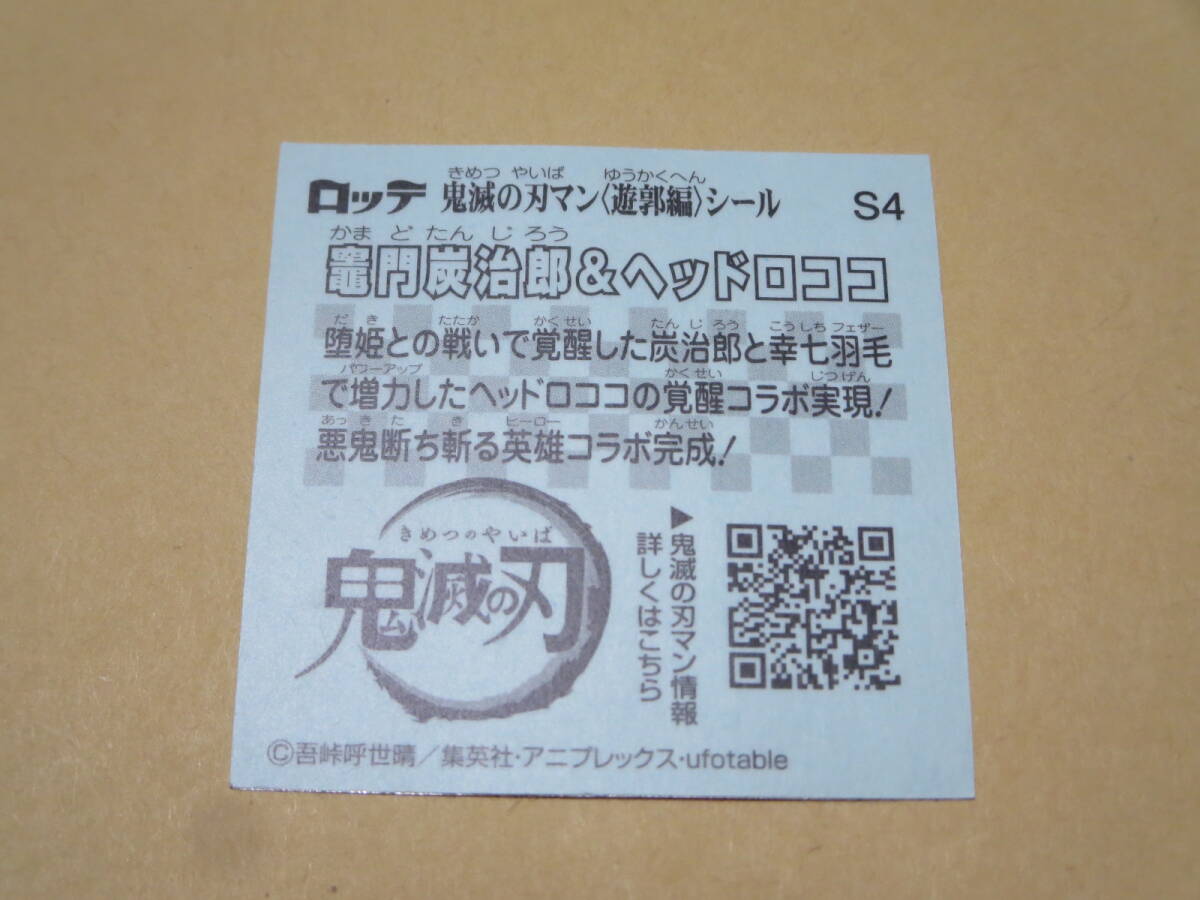 ロッテ 鬼滅の刃マン〈遊郭編〉シール S4
きめつ やいば ゆうかくへん
かま ど たん じ ろう
竈門炭治郎&ヘッドロココ
だ き たたか かくせい たん じ ろう こうしちフェザー
堕姫との戦いで覚醒した炭治郎と幸七羽毛
パワーアップ かくせい じつげん
で増力したヘッドロココの覚醒コラボ実現!
あっ き た き ヒーロー かんせい
悪鬼断ち斬る英雄コラボ完成!
きめつのやいば
鬼滅の刃
▶鬼滅の刃マン情報
詳しくはこちら
©吾峠呼世晴/集英社・アニプレックス・ufotable